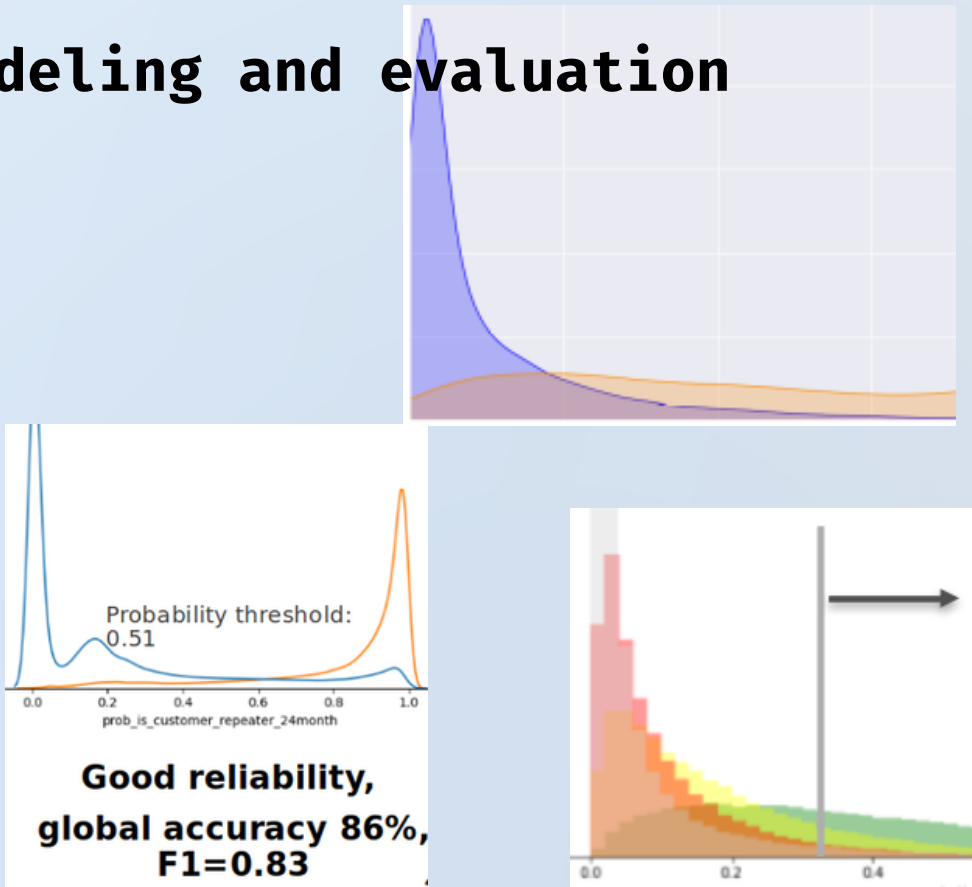 deling and evaluation
Probability threshold:
0.51
0.0 0.2 0.4 0.6 0.8 1.0
prob_is_customer_repeater_24month
Good reliability,
global accuracy 86%,
F1=0.83
0.0 0.2 0.4